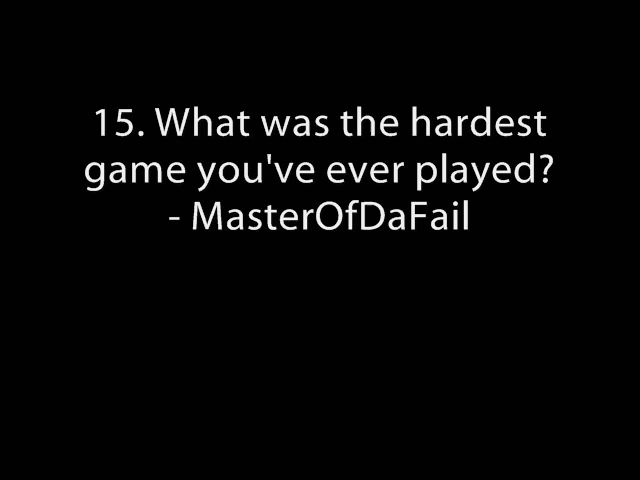 15. What was the hardest
game you've ever played?
- MasterOfDaFail